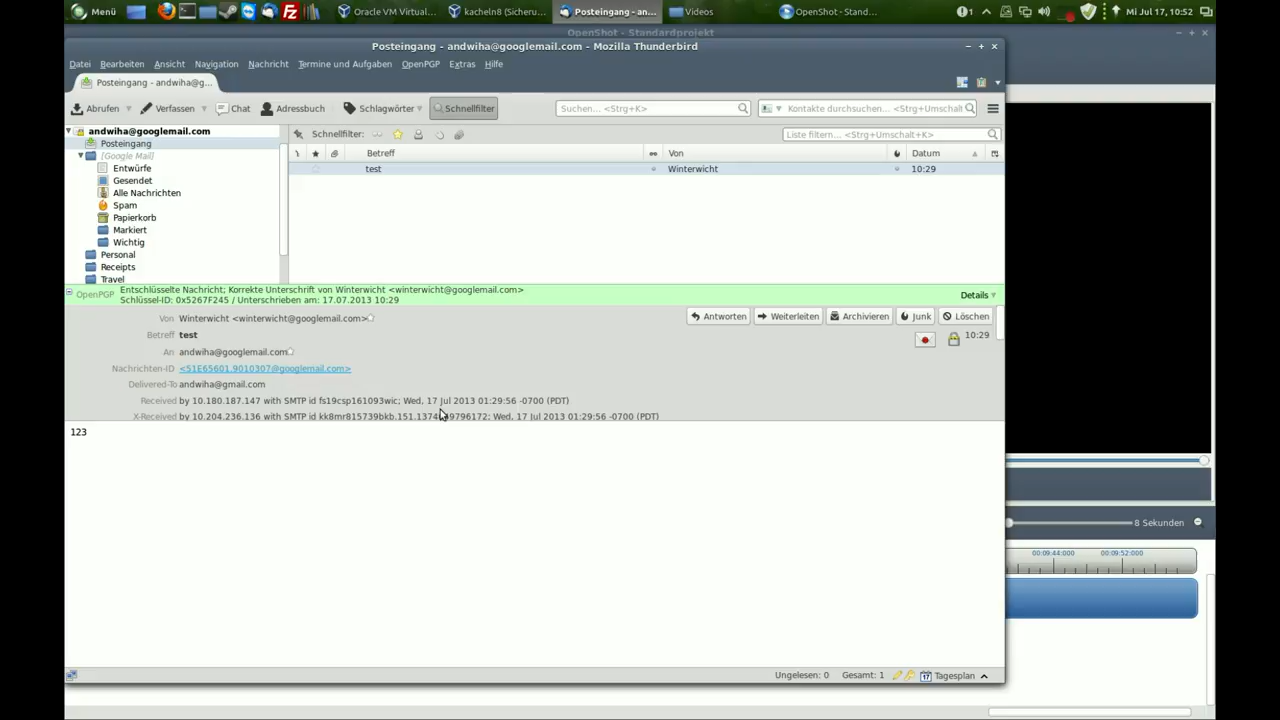 Menü
Oracle VM Virtual...
kacheln8 (Sicheru...
Posteingang - an...
Videos
OpenShot - Stand...
1
Mi Jul 17, 10:52
OpenShot - Standardprojekt
Posteingang - andwiha@googlemail.com - Mozilla Thunderbird
Datei Bearbeiten Ansicht Navigation Nachricht Termine und Aufgaben OpenPGP Extras Hilfe
Posteingang - andwiha@g...
Abrufen Verfassen Chat Adressbuch Schlagwörter Schnellfilter Suchen... <Strg+K> Kontakte durchsuchen... <Strg+Umschalt
andwiha@googlemail.com
Posteingang
[Google Mail]
Entwürfe
Gesendet
Alle Nachrichten
Spam
Papierkorb
Markiert
Wichtig
Personal
Receipts
Travel
Schnellfilter: Liste filtern... <Strg+Umschalt+K>
Betreff Von Datum
test Winterwicht 10:29
OpenPGP
Entschlüsselte Nachricht; Korrekte Unterschrift von Winterwicht <winterwicht@googlemail.com>
Schlüssel-ID: 0x5267F245 / Unterschrieben am: 17.07.2013 10:29
Details
Von Winterwicht <winterwicht@googlemail.com>
Antworten Weiterleiten Archivieren Junk Löschen
Betreff test
10:29
An andwiha@googlemail.com
Nachrichten-ID <51E65601.9010307@googlemail.com>
Delivered-To andwiha@gmail.com
Received by 10.180.187.147 with SMTP id fs19csp161093wic; Wed, 17 Jul 2013 01:29:56 -0700 (PDT)
X-Received by 10.204.236.136 with SMTP id Wed, 17 Jul 2013 01:29:56 -0700 (PDT)
123
8 Sekunden
00:09:44:000 00:09:52:000
Ungelesen: 0 Gesamt: 1 17 Tagesplan